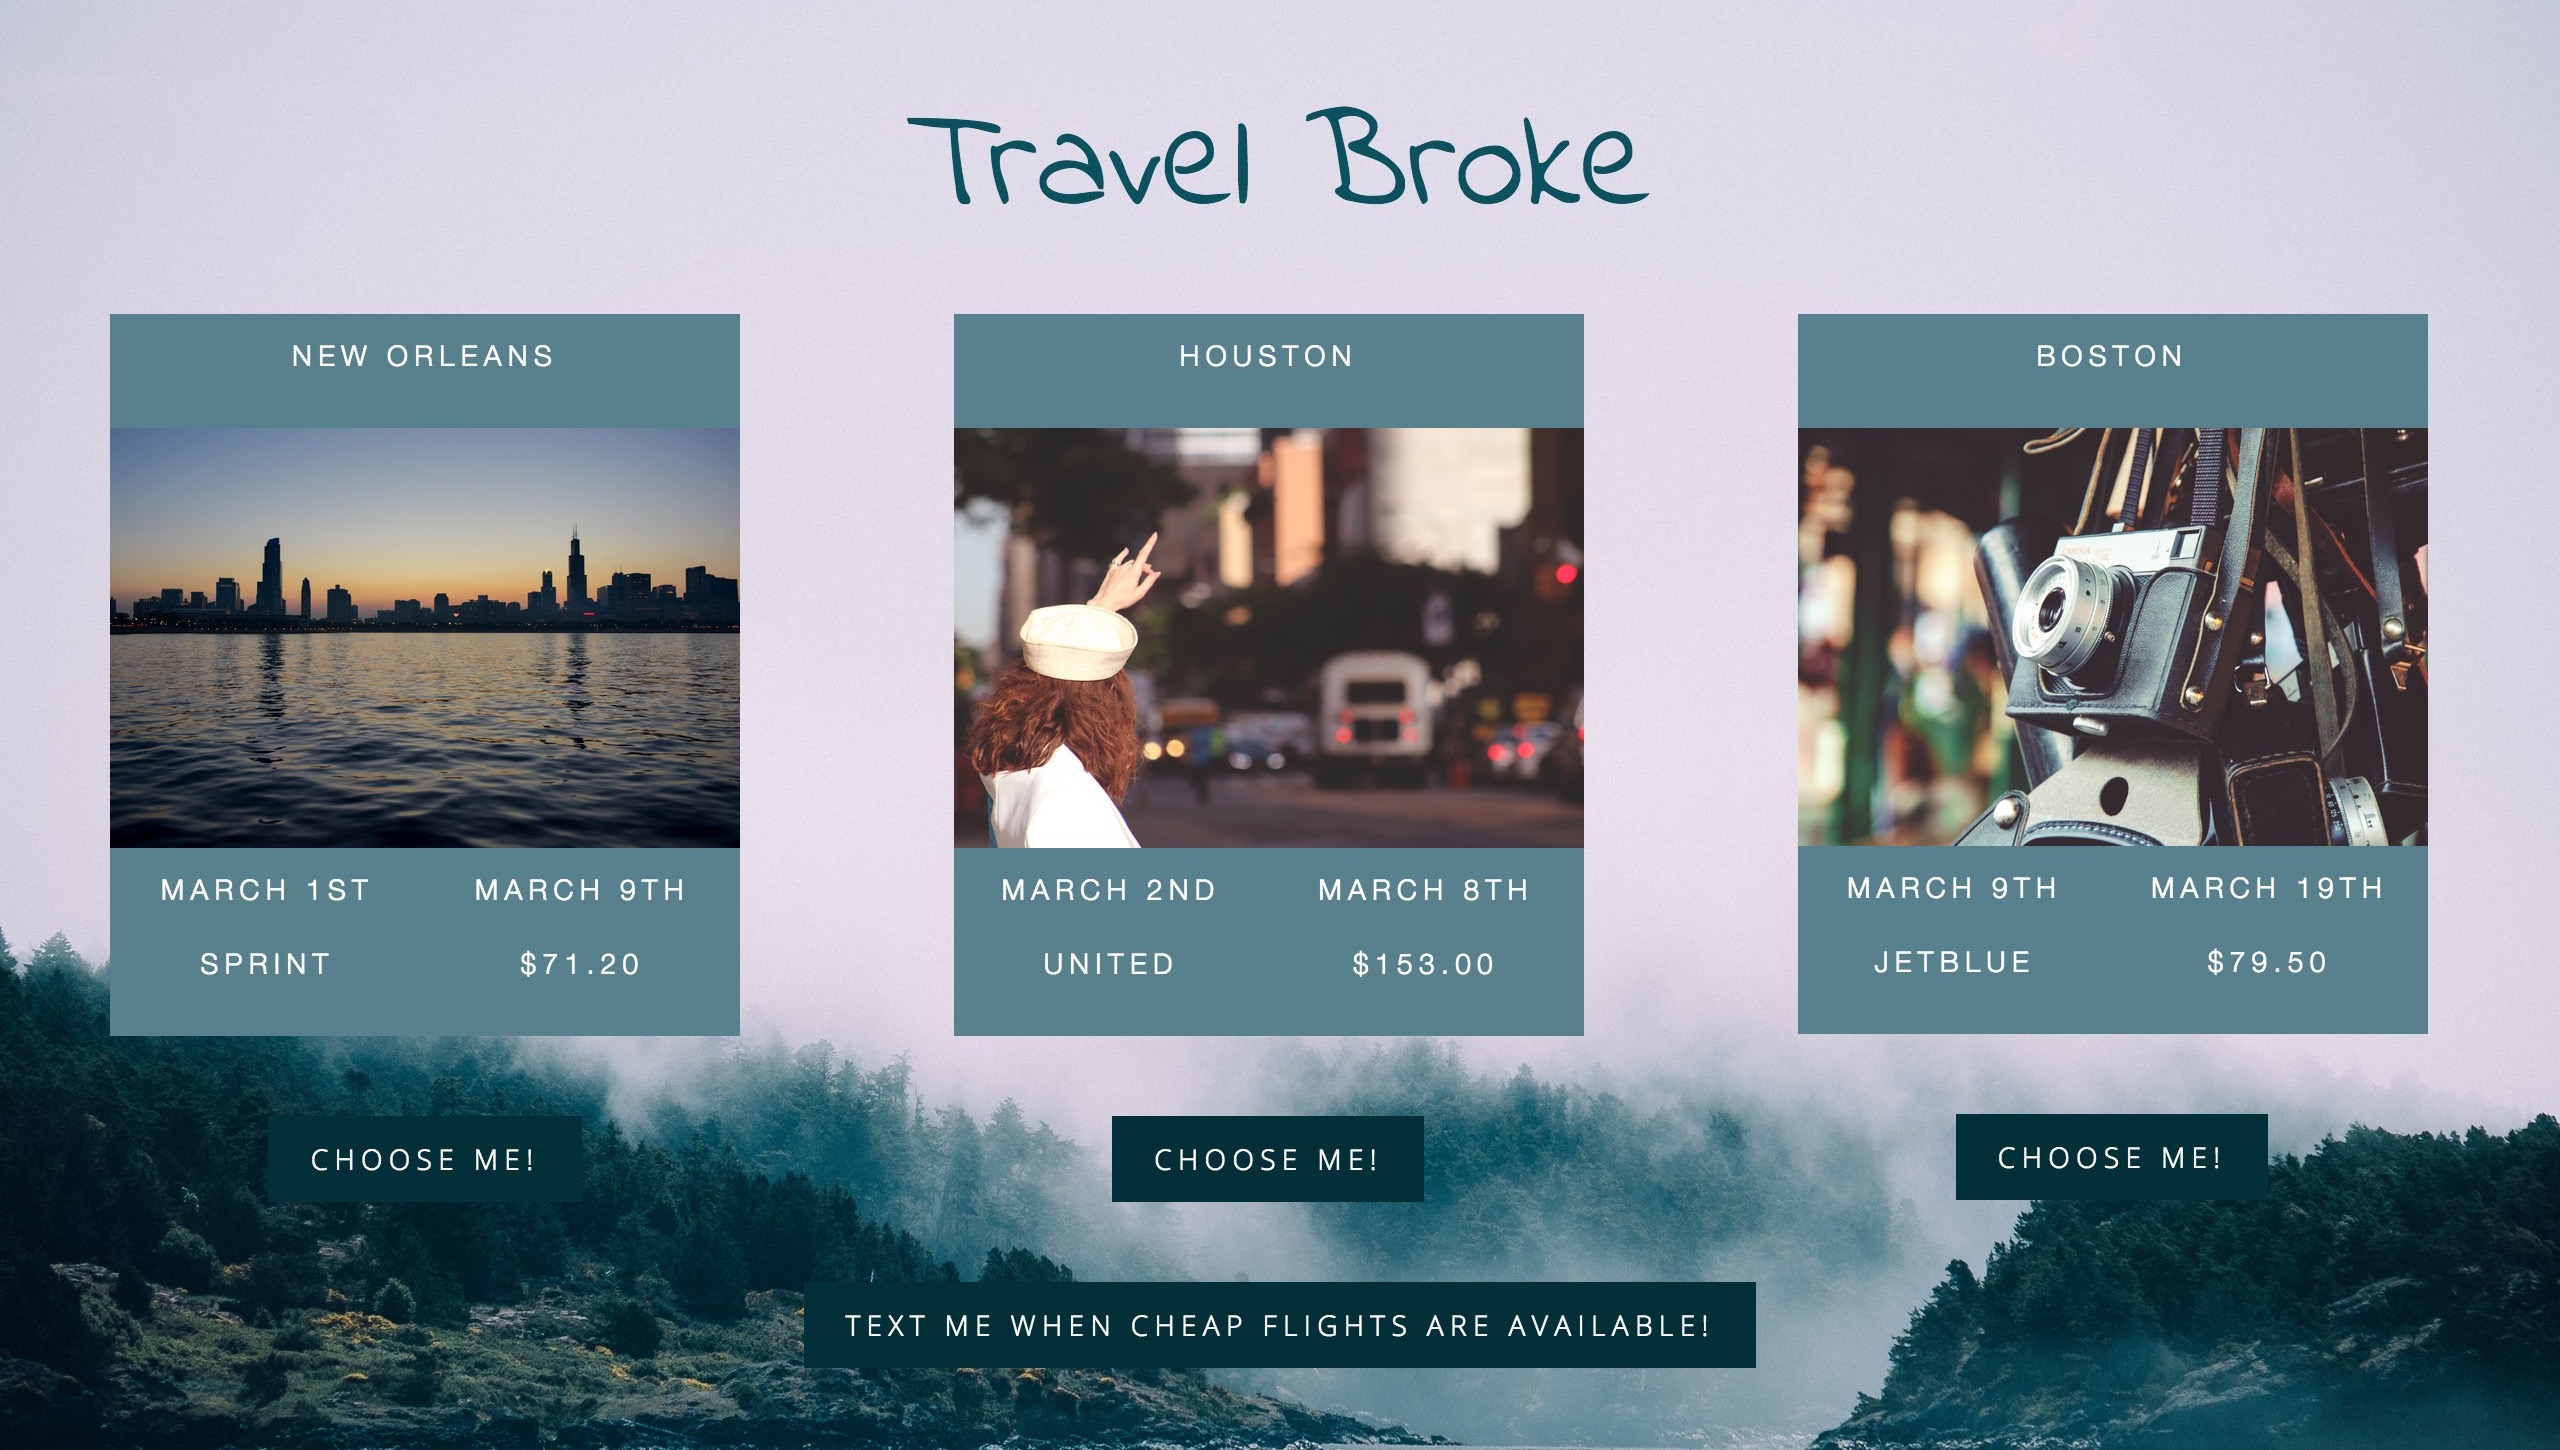 Travel Broke
NEW ORLEANS
MARCH 1ST MARCH 9TH
SPRINT $71.20
CHOOSE ME!
HOUSTON
MARCH 2ND MARCH 8TH
UNITED $153.00
CHOOSE ME!
BOSTON
MARCH 9TH MARCH 19TH
JETBLUE $79.50
CHOOSE ME!
TEXT ME WHEN CHEAP FLIGHTS ARE AVAILABLE!